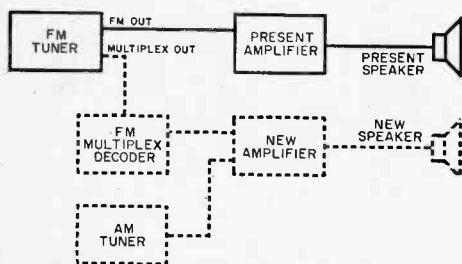 FM
TUNER
FM OUT
MULTIPLEX OUT
PRESENT
AMPLIFIER
PRESENT
SPEAKER
FM
MULTIPLEX
DECODER
NEW
AMPLIFIER
NEW
SPEAKER
AM
TUNER